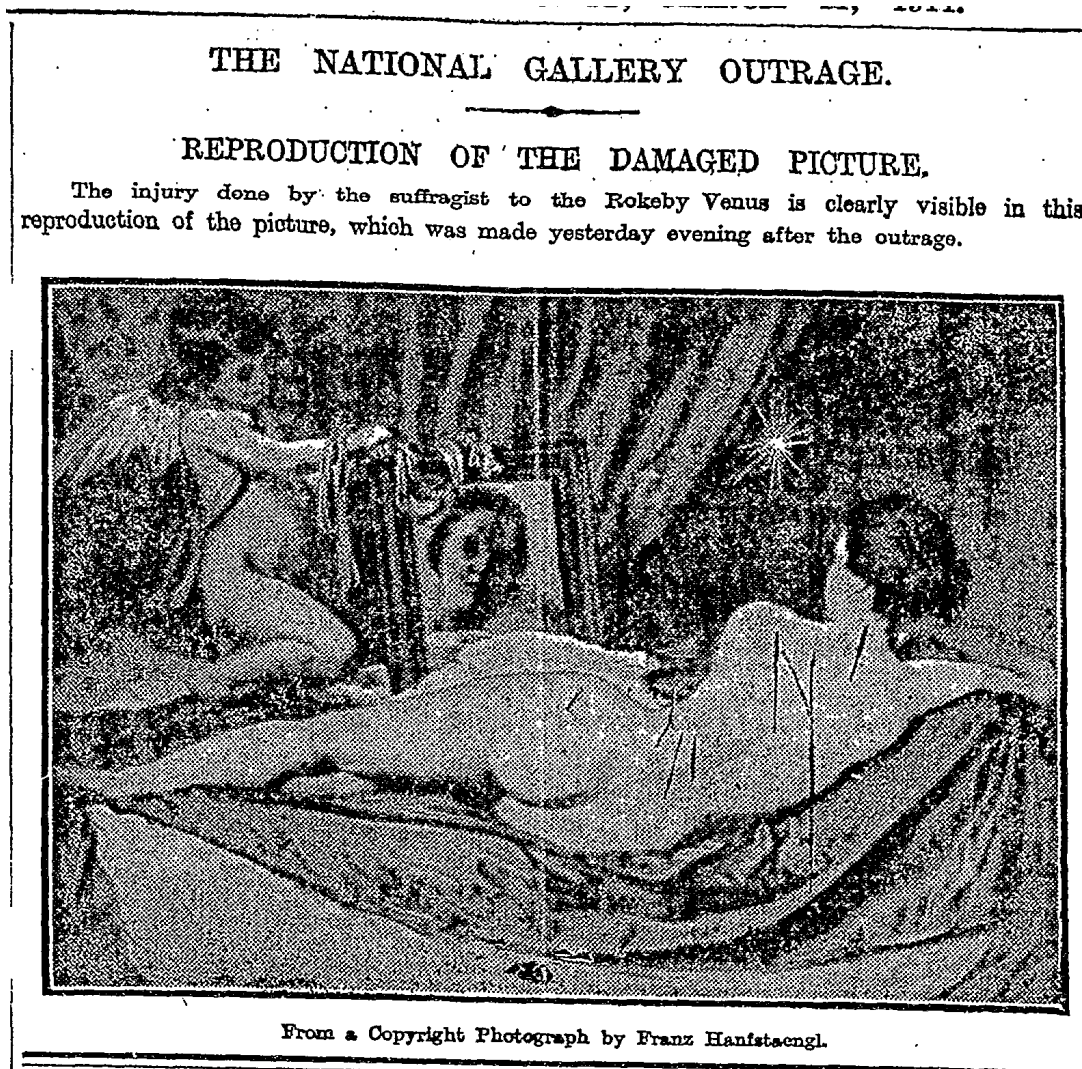 THE NATIONAL GALLERY OUTRAGE.
REPRODUCTION OF THE DAMAGED PICTURE.
The injury done by the suffragist to the Rokeby Venus is clearly visible in this
reproduction of the picture, which was made yesterday evening after the outrage.
From a Copyright Photograph by Franz Hanfstaengl.